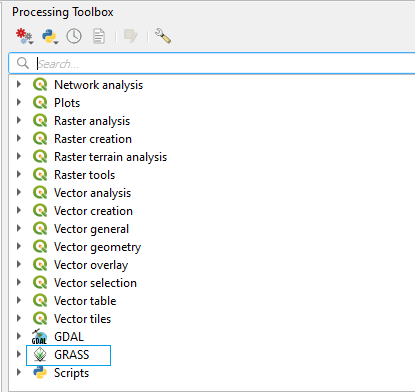 Processing Toolbox
Search...
Network analysis
Plots
Raster analysis
Raster creation
Raster terrain analysis
Raster tools
Vector analysis
Vector creation
Vector general
Vector geometry
Vector overlay
Vector selection
Vector table
Vector tiles
GDAL GDAL
GRASS
Scripts